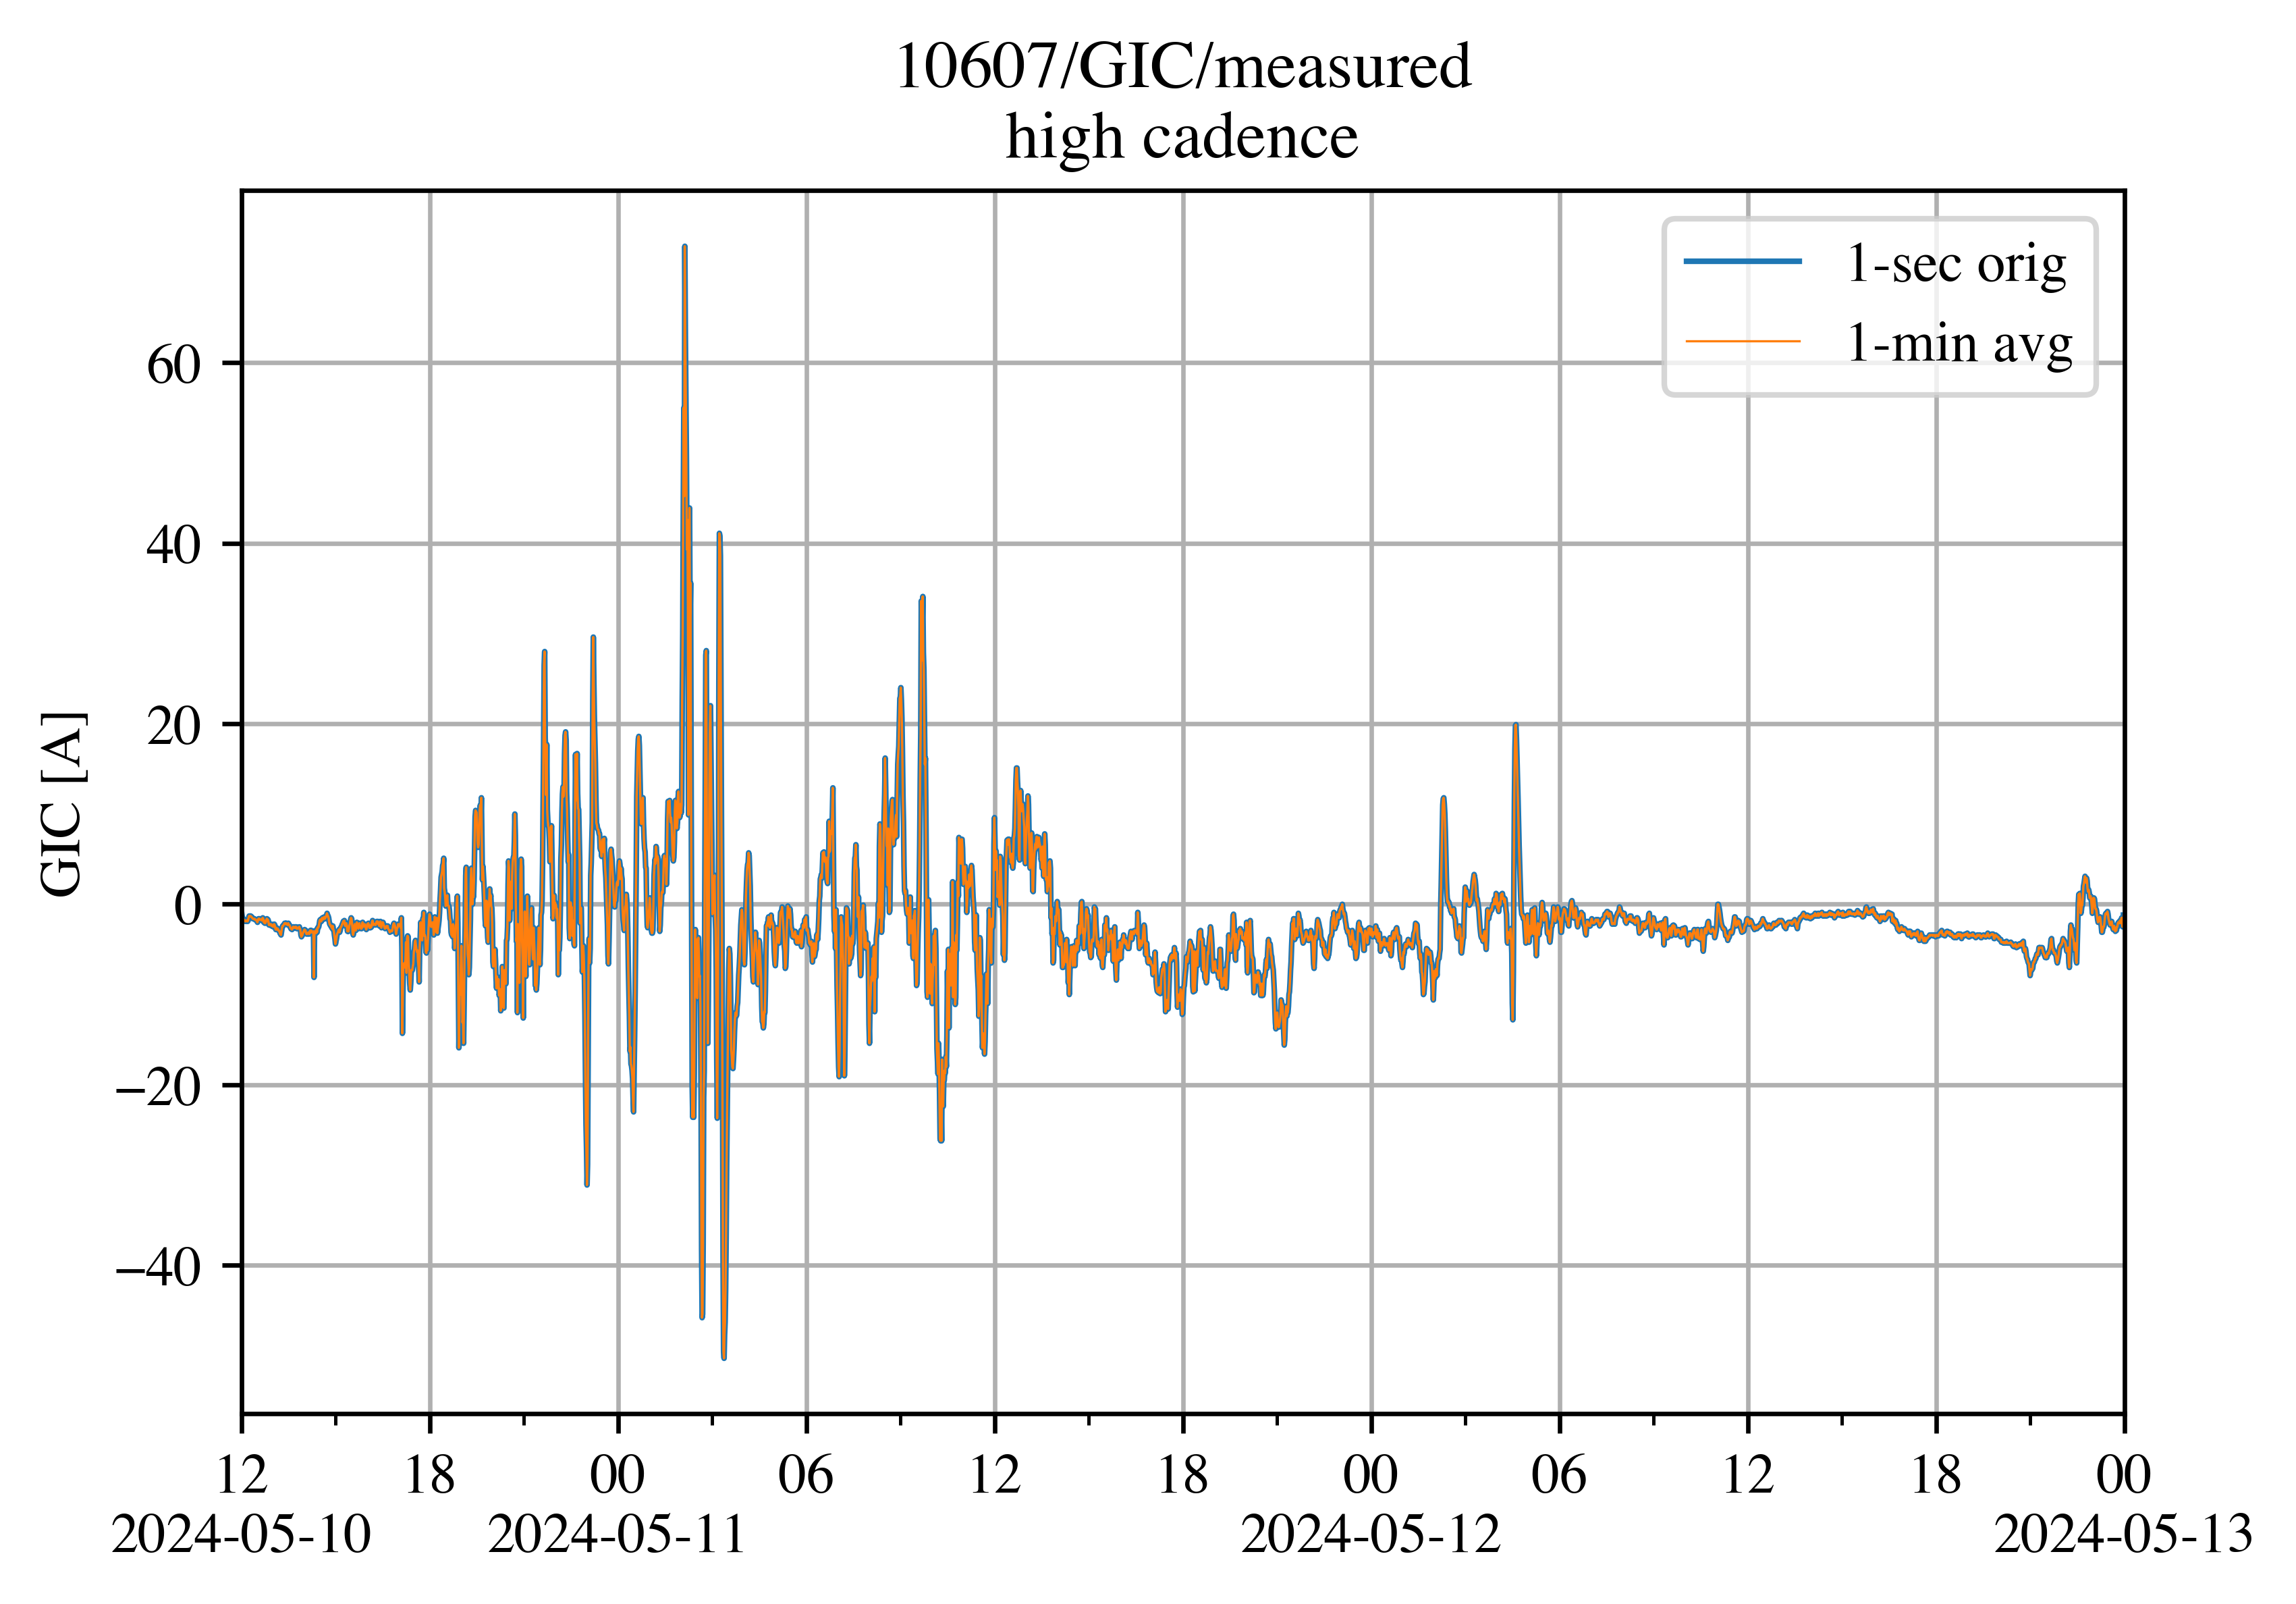 10607/GIC/measured
high cadence
1-sec orig
1-min avg
GIC [A]
60
40
20
0
−20
−40
12 18 00 06 12 18 00 06 12 18 00
2024-05-10 2024-05-11 2024-05-12 2024-05-13